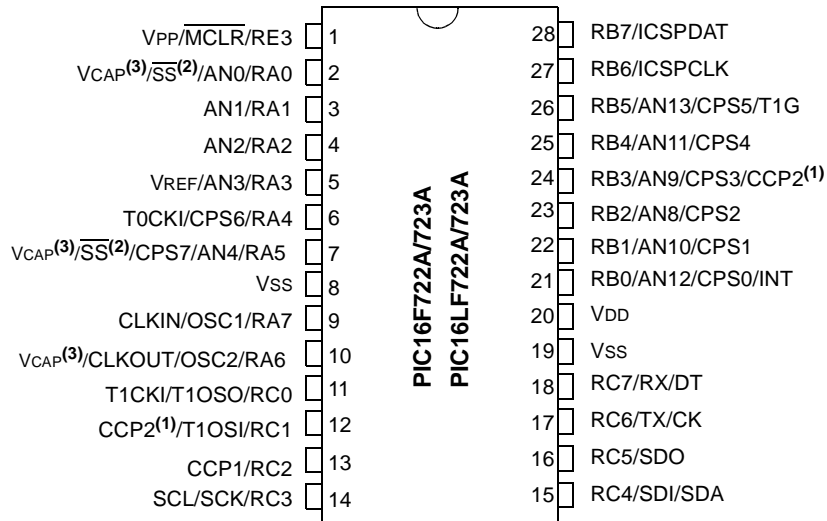 VPP/MCLR/RE3 1
VCAP(3)/SS(2)/AN0/RA0 2
AN1/RA1 3
AN2/RA2 4
VREF/AN3/RA3 5
T0CKI/CPS6/RA4 6
VCAP(3)/SS(2)/CPS7/AN4/RA5 7
VSS 8
CLKIN/OSC1/RA7 9
VCAP(3)/CLKOUT/OSC2/RA6 10
T1CKI/T1OSO/RC0 11
CCP2(1)/T1OSI/RC1 12
CCP1/RC2 13
SCL/SCK/RC3 14
PIC16F722A/723A
PIC16LF722A/723A
28 RB7/ICSPDAT
27 RB6/ICSPCLK
26 RB5/AN13/CPS5/T1G
25 RB4/AN11/CPS4
24 RB3/AN9/CPS3/CCP2(1)
23 RB2/AN8/CPS2
22 RB1/AN10/CPS1
21 RB0/AN12/CPS0/INT
20 VDD
19 VSS
18 RC7/RX/DT
17 RC6/TX/CK
16 RC5/SDO
15 RC4/SDI/SDA